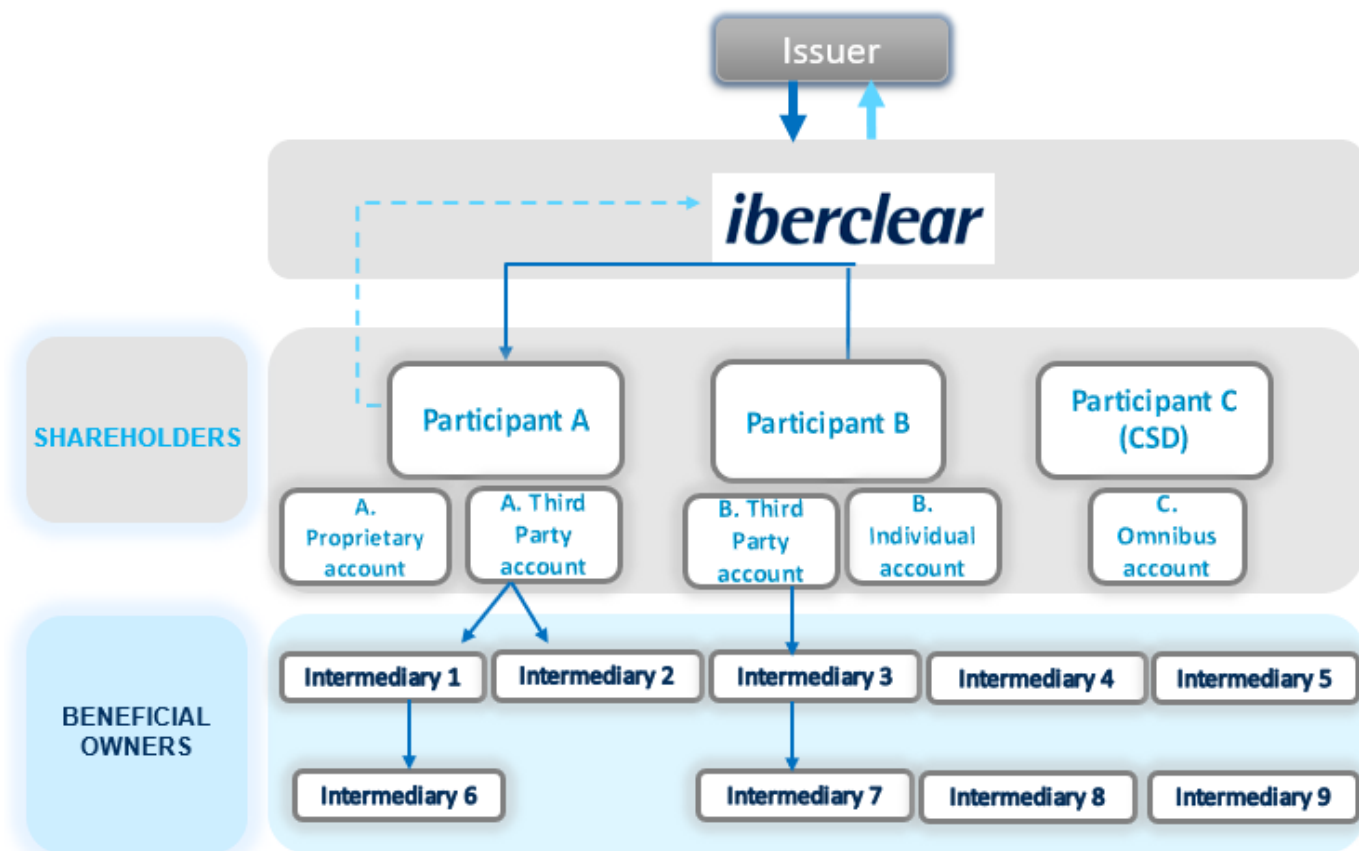 Issuer
iberclear
SHAREHOLDERS
Participant A
Participant B
Participant C
(CSD)
A.
Proprietary
account
A. Third
Party
account
B. Third
Party
account
B.
Individual
account
C.
Omnibus
account
BENEFICIAL
OWNERS
Intermediary 1
Intermediary 2
Intermediary 3
Intermediary 4
Intermediary 5
Intermediary 6
Intermediary 7
Intermediary 8
Intermediary 9